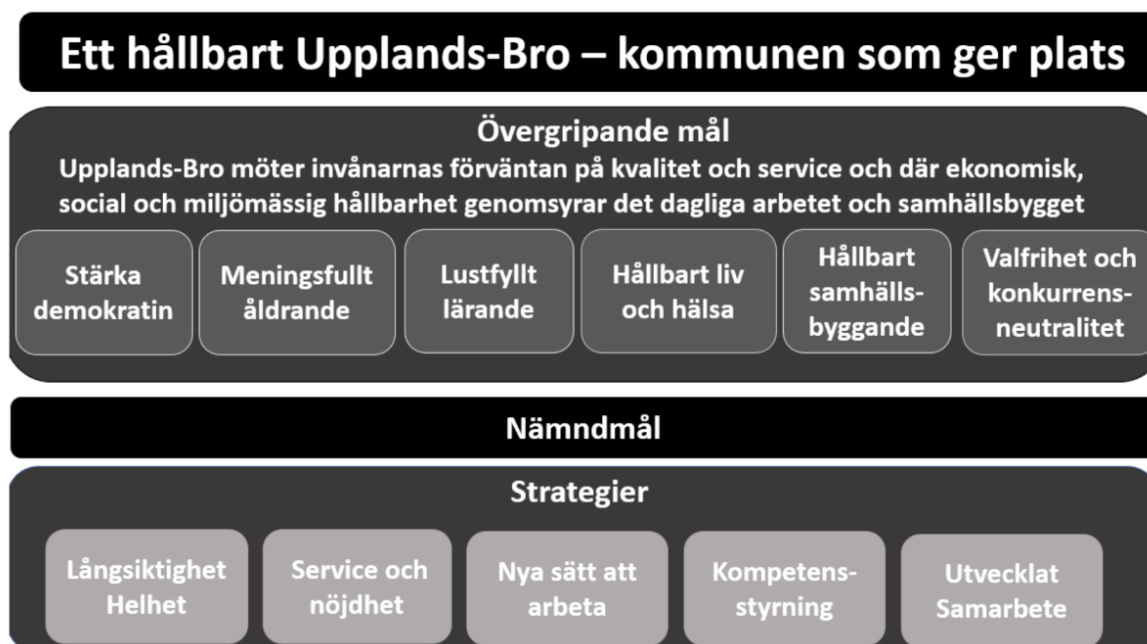 Ett hållbart Upplands-Bro – kommunen som ger plats
Övergripande mål
Upplands-Bro möter invånarnas förväntan på kvalitet och service och där ekonomisk,
social och miljömässig hållbarhet genomsyrar det dagliga arbetet och samhällsbygget
Stärka
demokratin
Meningsfullt
åldrande
Lustfyllt
lärande
Hållbart liv
och hälsa
Hållbart
samhälls-
byggande
Valfrihet och
konkurrens-
neutralitet
Nämndmål
Strategier
Långsiktighet
Helhet
Service och
nöjdhet
Nya sätt att
arbeta
Kompetens-
styrning
Utvecklat
Samarbete